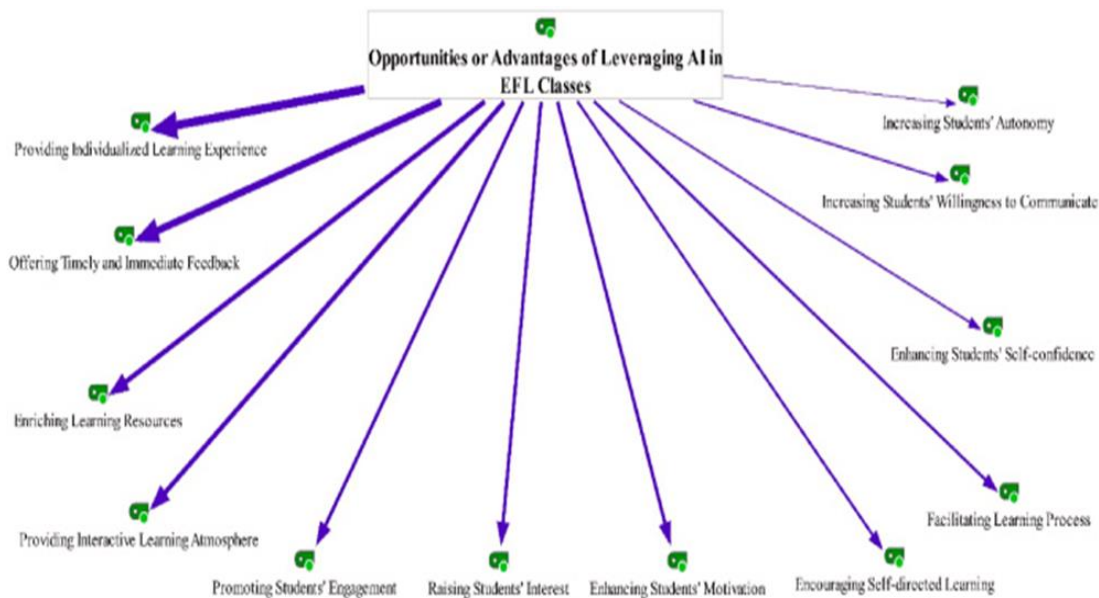 Opportunities or Advantages of Leveraging AI in
EFL Classes
Increasing Students' Autonomy
Providing Individualized Learning Experience
Increasing Students' Willingness to Communicate
Offering Timely and Immediate Feedback
Enhancing Students' Self-confidence
Enriching Learning Resources
Facilitating Learning Process
Providing Interactive Learning Atmosphere
Promoting Students' Engagement
Raising Students' Interest
Enhancing Students' Motivation
Encouraging Self-directed Learning